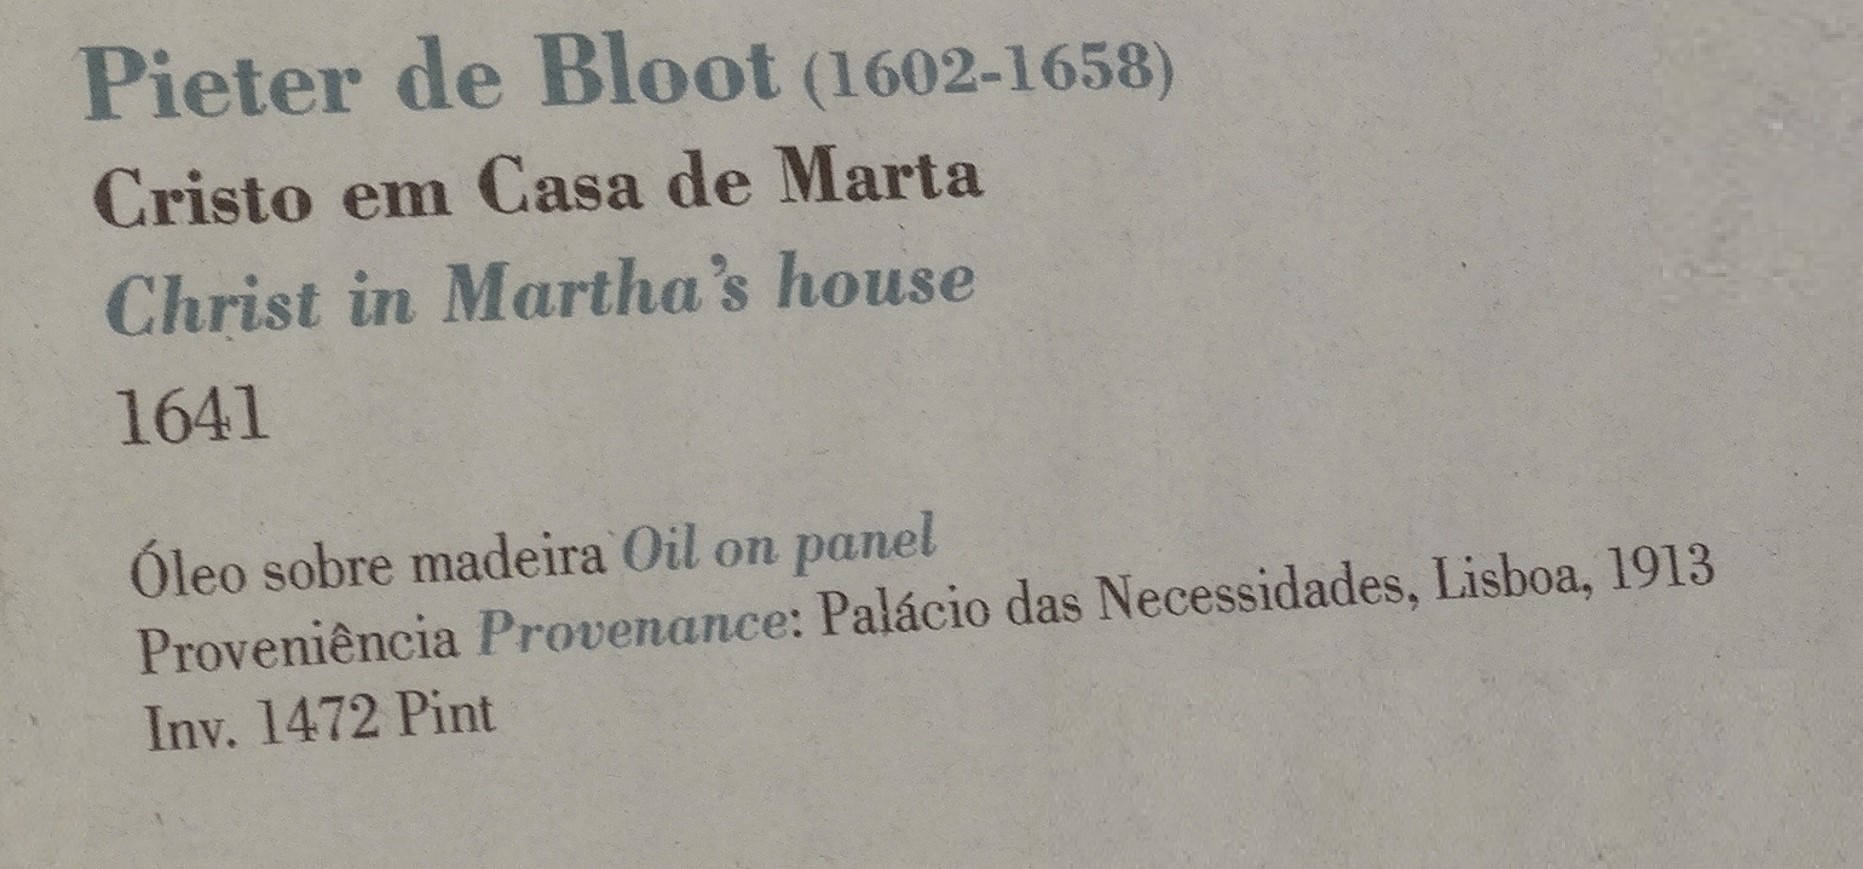 Pieter de Bloot (1602-1658)
Cristo em Casa de Marta
Christ in Martha's house
1641
Óleo sobre madeira Oil on panel
Proveniência Provenance: Palácio das Necessidades, Lisboa, 1913
Inv. 1472 Pint